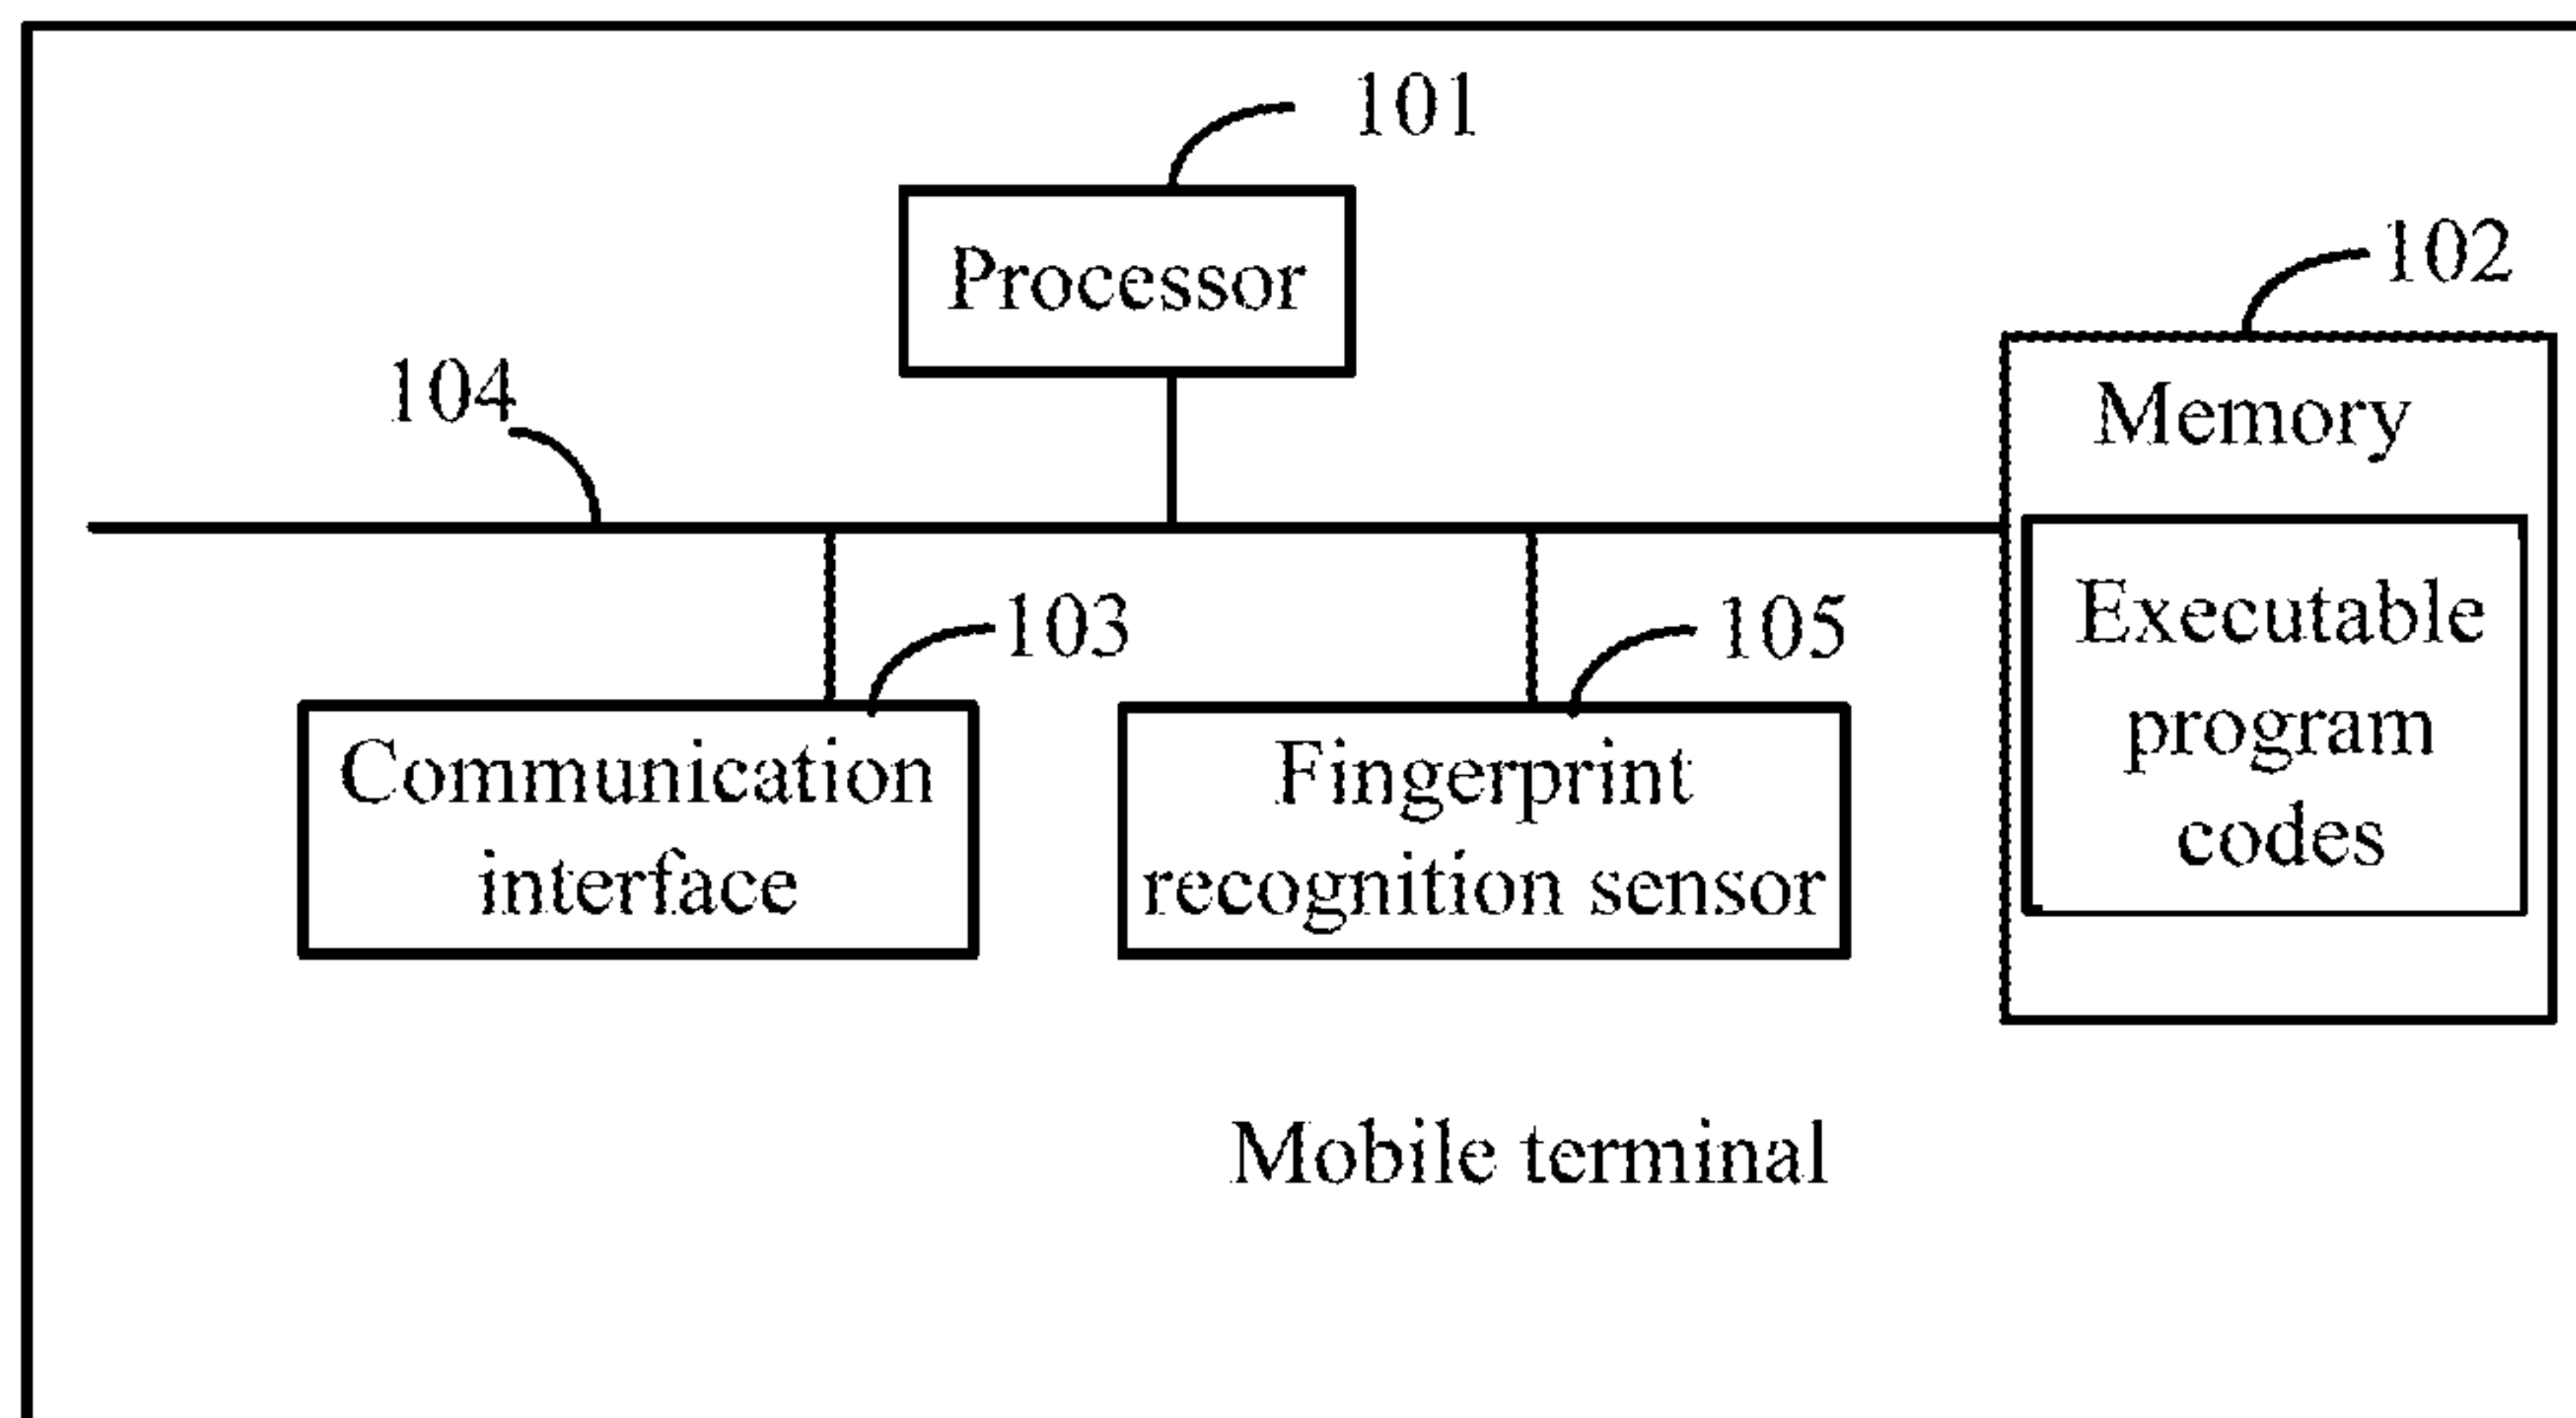 101
Processor
102
104
Memory
Executable
program
codes
103
105
Communication
interface
Fingerprint
recognition sensor
Mobile terminal